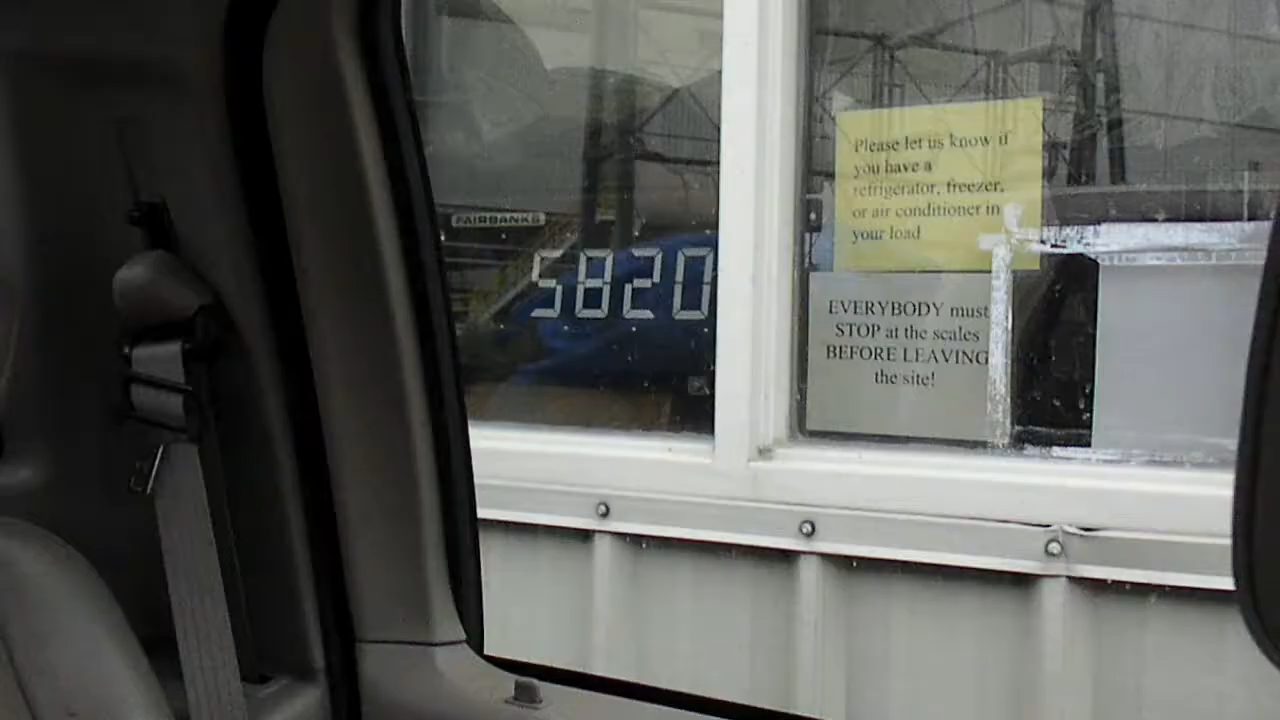 FAIRBANKS
5820
Please let us know if
you have a
refrigerator, freezer,
or air conditioner in
your load
EVERYBODY must
STOP at the scales
BEFORE LEAVING
the site!